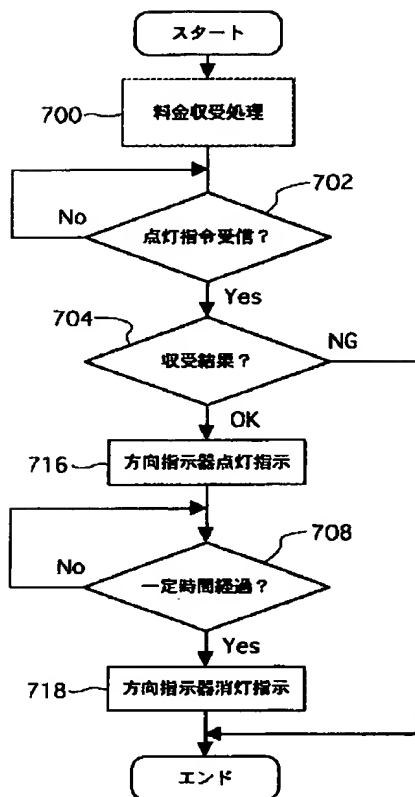 スタート
700
料金収受処理
702
No
点灯指令受信?
Yes
704
NG
収受結果?
OK
716
方向指示器点灯指示
708
No
一定時間経過?
Yes
718
方向指示器消灯指示
エンド